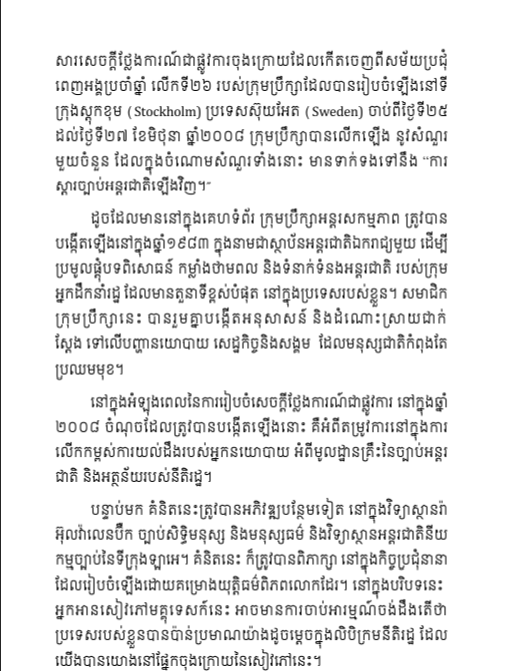 សារសេចក្ដីថ្លែងការណ៍ជាផ្លូវការចុងក្រោយដែលកើតចេញពីសម័យប្រជុំ
ពេញអង្គប្រចាំឆ្នាំ លើកទី២៦ របស់ក្រុមប្រឹក្សាដែលបានរៀបចំឡើងនៅទី
ក្រុងស្តុកខុម (Stockholm) ប្រទេសស៊ុយអែត (Sweden) ចាប់ពីថ្ងៃទី២៥
ដល់ថ្ងៃទី២៧ ខែមិថុនា ឆ្នាំ២០០៨ ក្រុមប្រឹក្សាបានលើកឡើង នូវសំណួរ
មួយចំនួន ដែលក្នុងចំណោមសំណួរទាំងនោះ មានទាក់ទងទៅនឹង “ការ
ស្តារច្បាប់អន្តរជាតិឡើងវិញ។”
ដូចដែលមាននៅក្នុងគេហទំព័រ ក្រុមប្រឹក្សាអន្តរសកម្មភាព ត្រូវបាន
បង្កើតឡើងនៅក្នុងឆ្នាំ១៩៨៣ ក្នុងនាមជាស្ថាប័នអន្តរជាតិឯករាជ្យមួយ ដើម្បី
ប្រមូលផ្តុំបទពិសោធន៍ កម្លាំងថាមពល និងទំនាក់ទំនងអន្តរជាតិ របស់ក្រុម
អ្នកដឹកនាំរដ្ឋ ដែលមានតួនាទីខ្ពស់បំផុត នៅក្នុងប្រទេសរបស់ខ្លួន។ សមាជិក
ក្រុមប្រឹក្សានេះ បានរួមគ្នាបង្កើតអនុសាសន៍ និងដំណោះស្រាយជាក់
ស្តែង ទៅលើបញ្ហានយោបាយ សេដ្ឋកិច្ចនិងសង្គម ដែលមនុស្សជាតិកំពុងតែ
ប្រឈមមុខ។
នៅក្នុងអំឡុងពេលនៃការរៀបចំសេចក្តីថ្លែងការណ៍ជាផ្លូវការ នៅក្នុងឆ្នាំ
២០០៨ ចំណុចដែលត្រូវបានបង្កើតឡើងនោះ គឺអំពីតម្រូវការនៅក្នុងការ
លើកកម្ពស់ការយល់ដឹងរបស់អ្នកនយោបាយ អំពីមូលដ្ឋានគ្រឹះនៃច្បាប់អន្តរ
ជាតិ និងអត្ថន័យរបស់នីតិរដ្ឋ។
បន្ទាប់មក គំនិតនេះត្រូវបានអភិវឌ្ឍបន្ថែមទៀត នៅក្នុងវិទ្យាស្ថានរ៉ា
អ៊ុលវ៉ាលេនប៊ឺក ច្បាប់សិទ្ធិមនុស្ស និងមនុស្សធម៌ និងវិទ្យាស្ថានអន្តរជាតិនីយ
កម្មច្បាប់នៃទីក្រុងឡាអេ។ គំនិតនេះ ក៏ត្រូវបានពិភាក្សា នៅក្នុងកិច្ចប្រជុំនានា
ដែលរៀបចំឡើងដោយគម្រោងយុត្តិធម៌ពិភពលោកដែរ។ នៅក្នុងបរិបទនេះ
អ្នកអានសៀវភៅមគ្គុទេសក៍នេះ អាចមានការចាប់អារម្មណ៍ចង់ដឹងតើថា
ប្រទេសរបស់ខ្លួនបានប៉ាន់ប្រមាណយ៉ាងដូចម្តេចក្នុងលិបិក្រមនីតិរដ្ឋ ដែល
យើងបានយោងនៅផ្នែកចុងក្រោយនៃសៀវភៅនេះ។